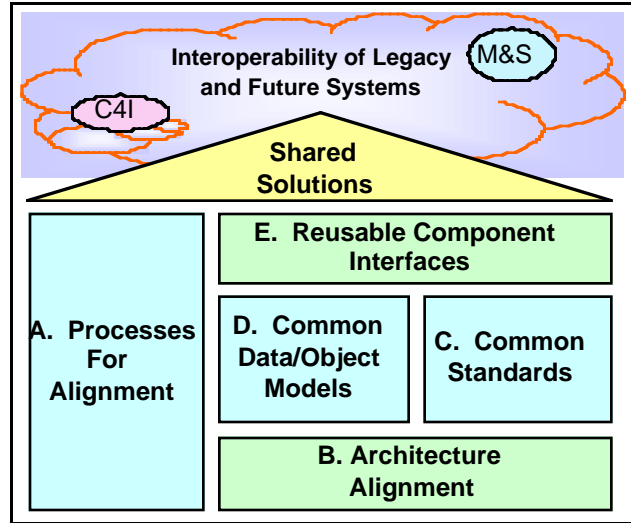 Interoperability of Legacy
and Future Systems
M&S
C4I
Shared
Solutions
A. Processes
For
Alignment
E. Reusable Component
Interfaces
D. Common
Data/Object
Models
C. Common
Standards
B. Architecture
Alignment